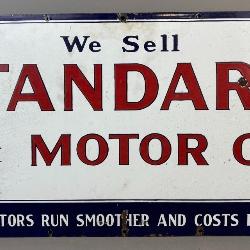 We Sell
TANDAR
MOTOR O
TORS RUN SMOOTHER AND COSTS